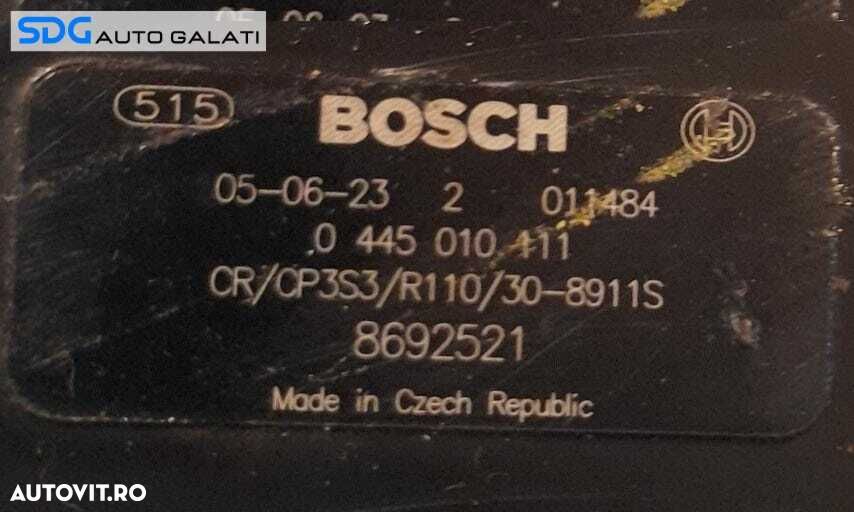 SDG AUTO GALATI
515 BOSCH
05-06-23 2 011484
0 445 010 111
CR/CP3S3/R110/30-8911S
8692521
Made in Czech Republic
AUTOVIT.RO